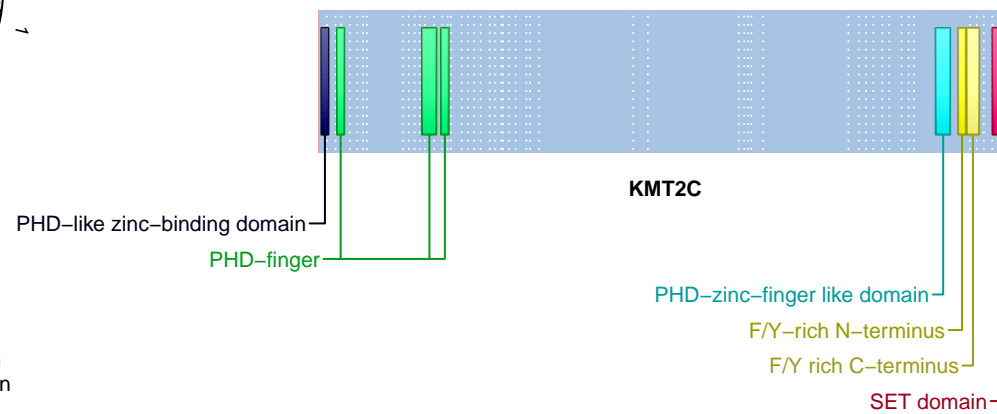 1
KMT2C
PHD−like zinc−binding domain
PHD−finger
PHD−zinc−finger like domain
F/Y−rich N−terminus
F/Y rich C−terminus
n
SET domain